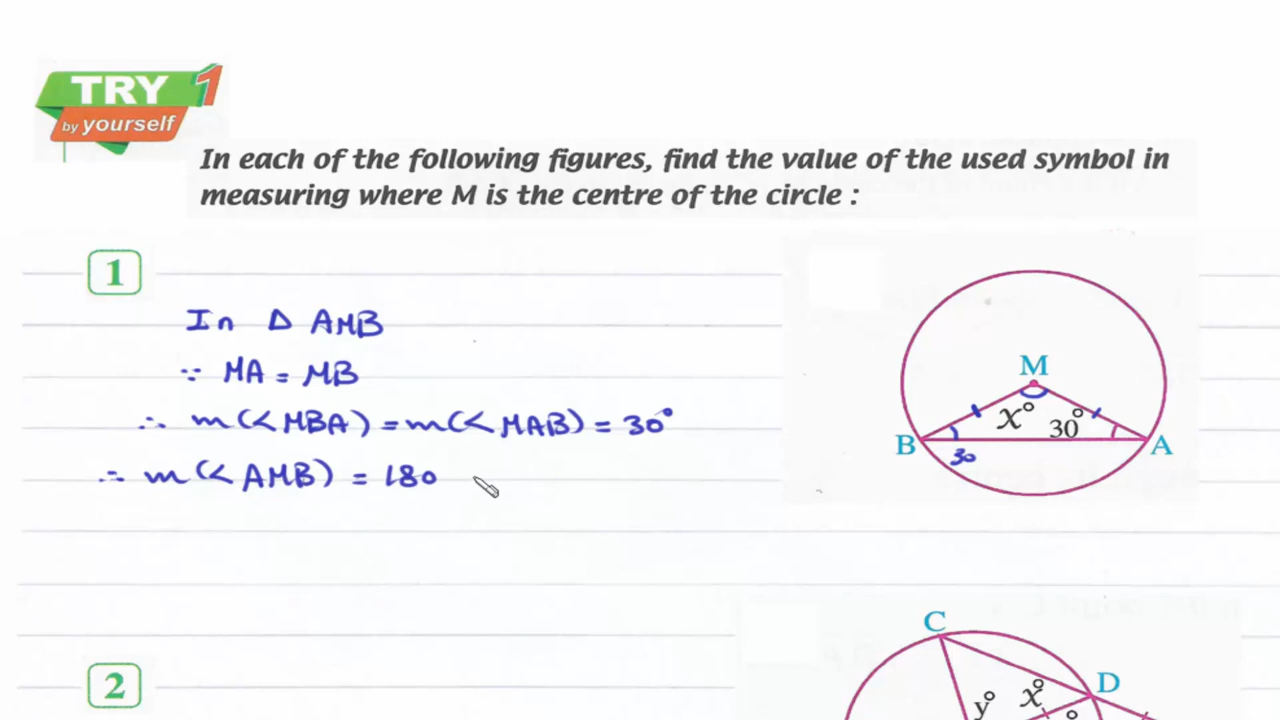 TRY 1
by yourself
In each of the following figures, find the value of the used symbol in
measuring where M is the centre of the circle :
1
In Δ AMB
∵ MA = MB
∴ m(<MBA) = m(<MAB) = 30°
∴ m(<AMB) = 180
M
x°
30°
B
A
30
2
C
D
y°
x°